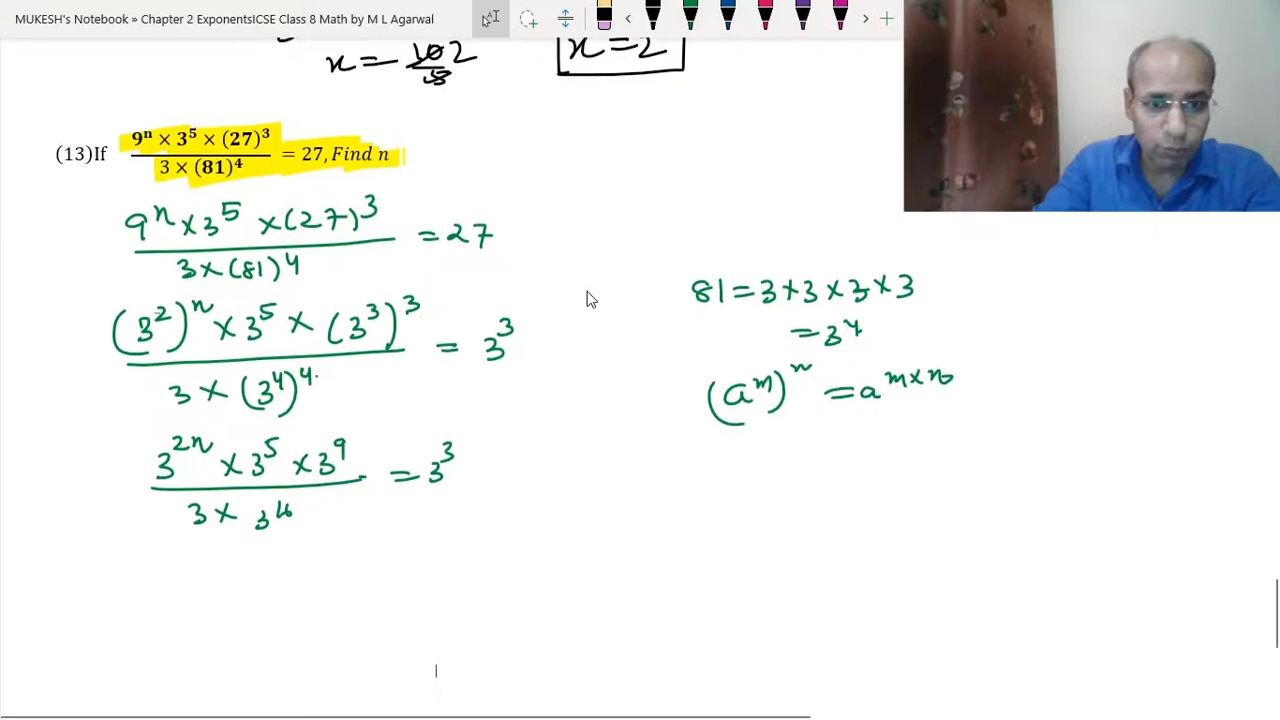 MUKESH's Notebook » Chapter 2 ExponentsICSE Class 8 Math by M L Agarwal
x = 10 2
x = 2
(13)If 9ⁿ × 3⁵ × (27)³ / 3 × (81)⁴ = 27, Find n
9ⁿ × 3⁵ × (27)³ / 3 × (81)⁴ = 27
81 = 3 × 3 × 3 × 3
= 3⁴
(3²)ⁿ × 3⁵ × (3³)³ / 3 × (3⁴)⁴ = 3³
(aᵐ)ⁿ = aᵐˣⁿ
3²ⁿ × 3⁵ × 3⁹ / 3 × 3¹⁶ = 3³